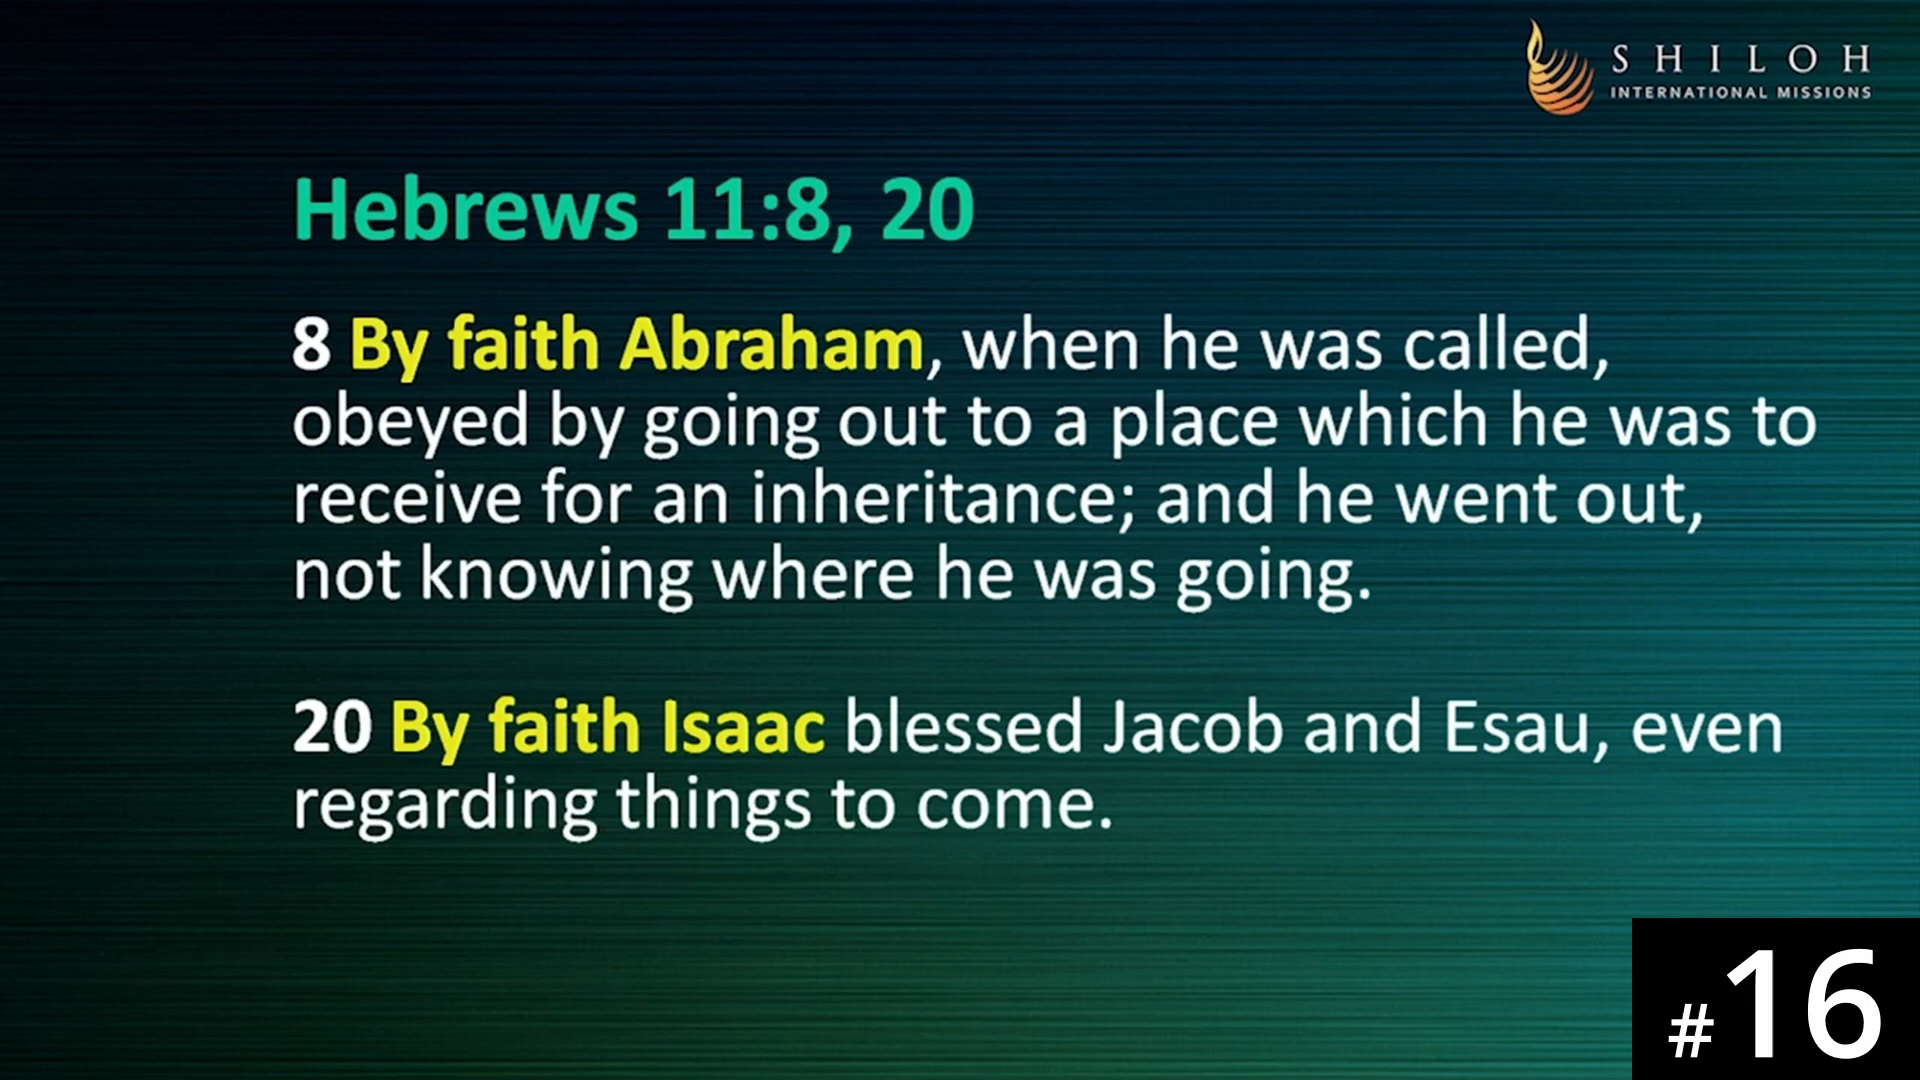 SHILOH
INTERNATIONAL MISSIONS
Hebrews 11:8, 20
8 By faith Abraham, when he was called,
obeyed by going out to a place which he was to
receive for an inheritance; and he went out,
not knowing where he was going.
20 By faith Isaac blessed Jacob and Esau, even
regarding things to come.
#16